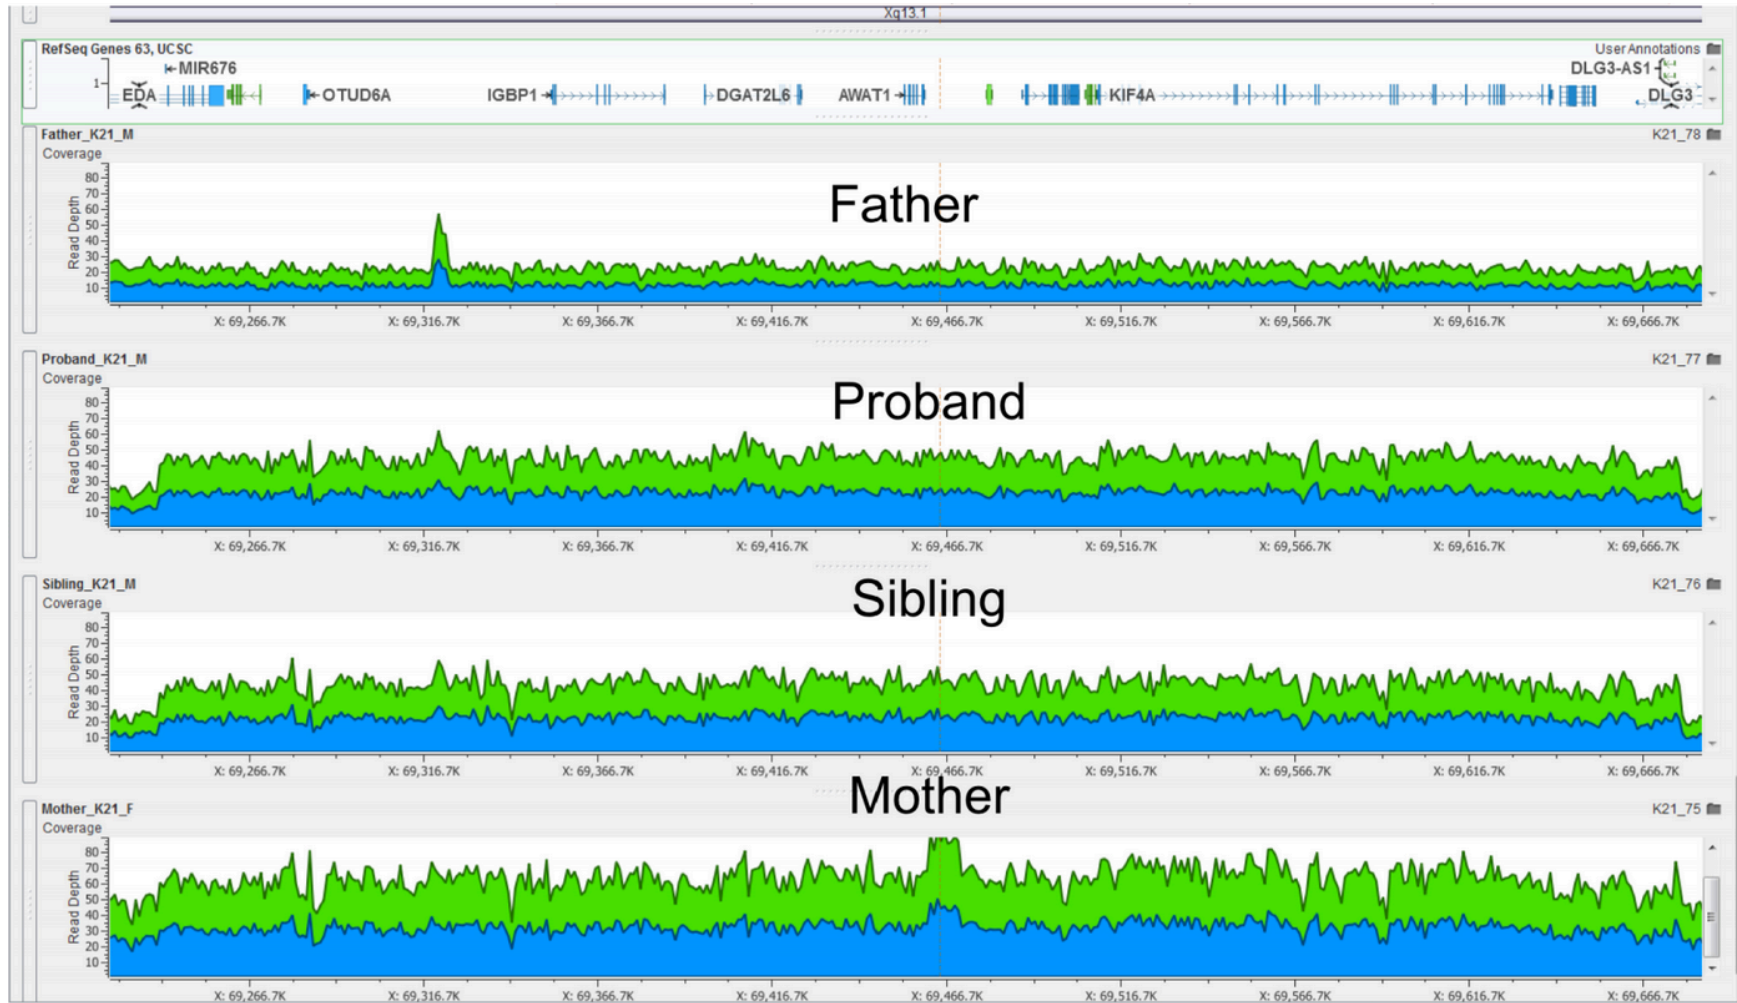 Xq13.1
RefSeq Genes 63, UCSC
User Annotations
MIR676
DLG3-AS1
1
EDA OTUD6A IGBP1 DGAT2L6 AWAT1 KIF4A DLG3
Father_K21_M
K21_78
Coverage
Father
Read Depth
80
70
60
50
40
30
20
10
X: 69,266.7K X: 69,316.7K X: 69,366.7K X: 69,416.7K X: 69,466.7K X: 69,516.7K X: 69,566.7K X: 69,616.7K X: 69,666.7K
Proband_K21_M
K21_77
Coverage
Proband
Read Depth
80
70
60
50
40
30
20
10
X: 69,266.7K X: 69,316.7K X: 69,366.7K X: 69,416.7K X: 69,466.7K X: 69,516.7K X: 69,566.7K X: 69,616.7K X: 69,666.7K
Sibling_K21_M
K21_76
Coverage
Sibling
Read Depth
80
70
60
50
40
30
20
10
X: 69,266.7K X: 69,316.7K X: 69,366.7K X: 69,416.7K X: 69,466.7K X: 69,516.7K X: 69,566.7K X: 69,616.7K X: 69,666.7K
Mother
Mother_K21_F
K21_75
Coverage
Read Depth
80
70
60
50
40
30
20
10
X: 69,266.7K X: 69,316.7K X: 69,366.7K X: 69,416.7K X: 69,466.7K X: 69,516.7K X: 69,566.7K X: 69,616.7K X: 69,666.7K